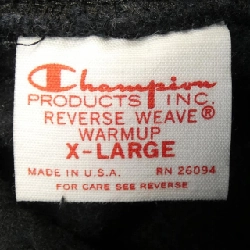 Champion
PRODUCTS INC.
REVERSE WEAVE®
WARMUP
X-LARGE
MADE IN U.S.A. RN 26094
FOR CARE SEE REVERSE